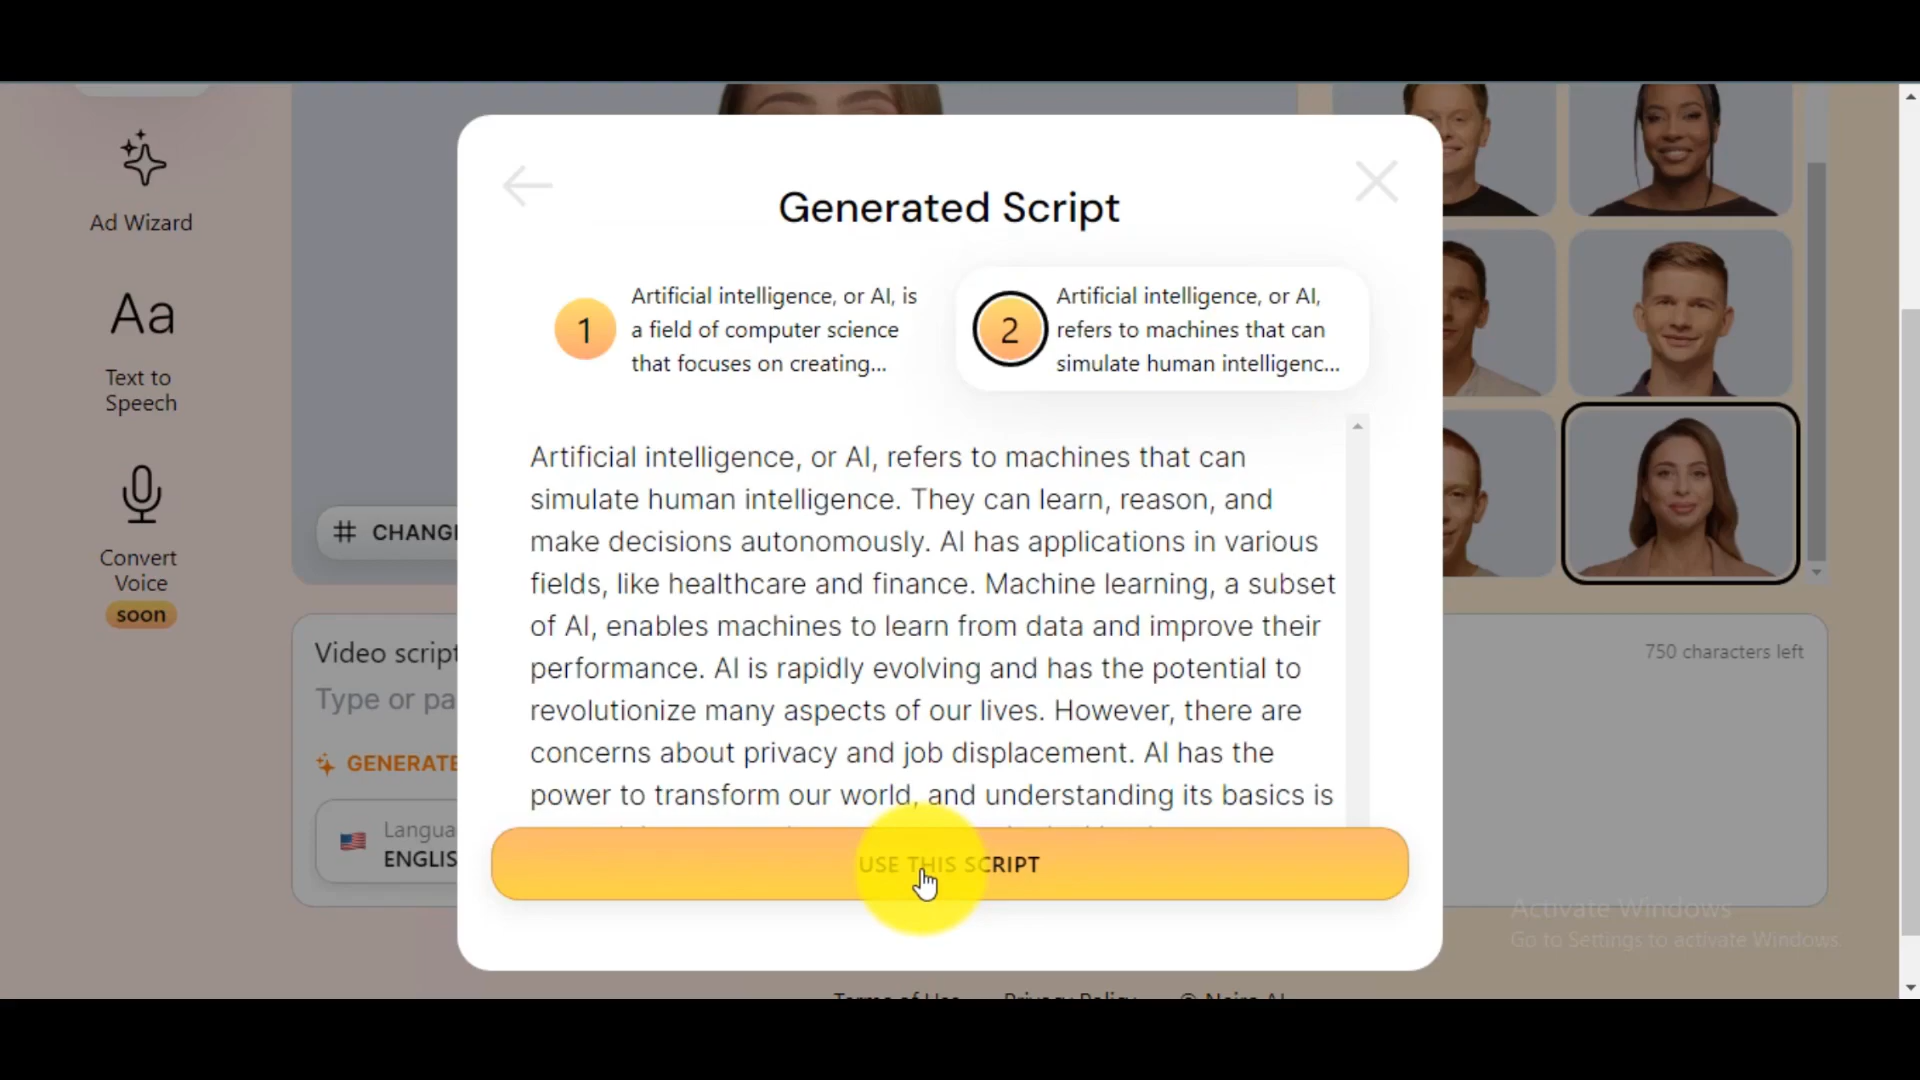 Ad Wizard
Aa
Text to
Speech
Convert
Voice
soon
# CHANG
Video script
Type or pa
GENERATE
Langua
ENGLIS
Generated Script
1
Artificial intelligence, or AI, is
a field of computer science
that focuses on creating...
2
Artificial intelligence, or AI,
refers to machines that can
simulate human intelligenc...
Artificial intelligence, or AI, refers to machines that can
simulate human intelligence. They can learn, reason, and
make decisions autonomously. AI has applications in various
fields, like healthcare and finance. Machine learning, a subset
of AI, enables machines to learn from data and improve their
performance. AI is rapidly evolving and has the potential to
revolutionize many aspects of our lives. However, there are
concerns about privacy and job displacement. AI has the
power to transform our world, and understanding its basics is
USE THIS SCRIPT
750 characters left
Activate Windows
Go to Settings to activate Windows.
Terms of Use
Privacy Policy